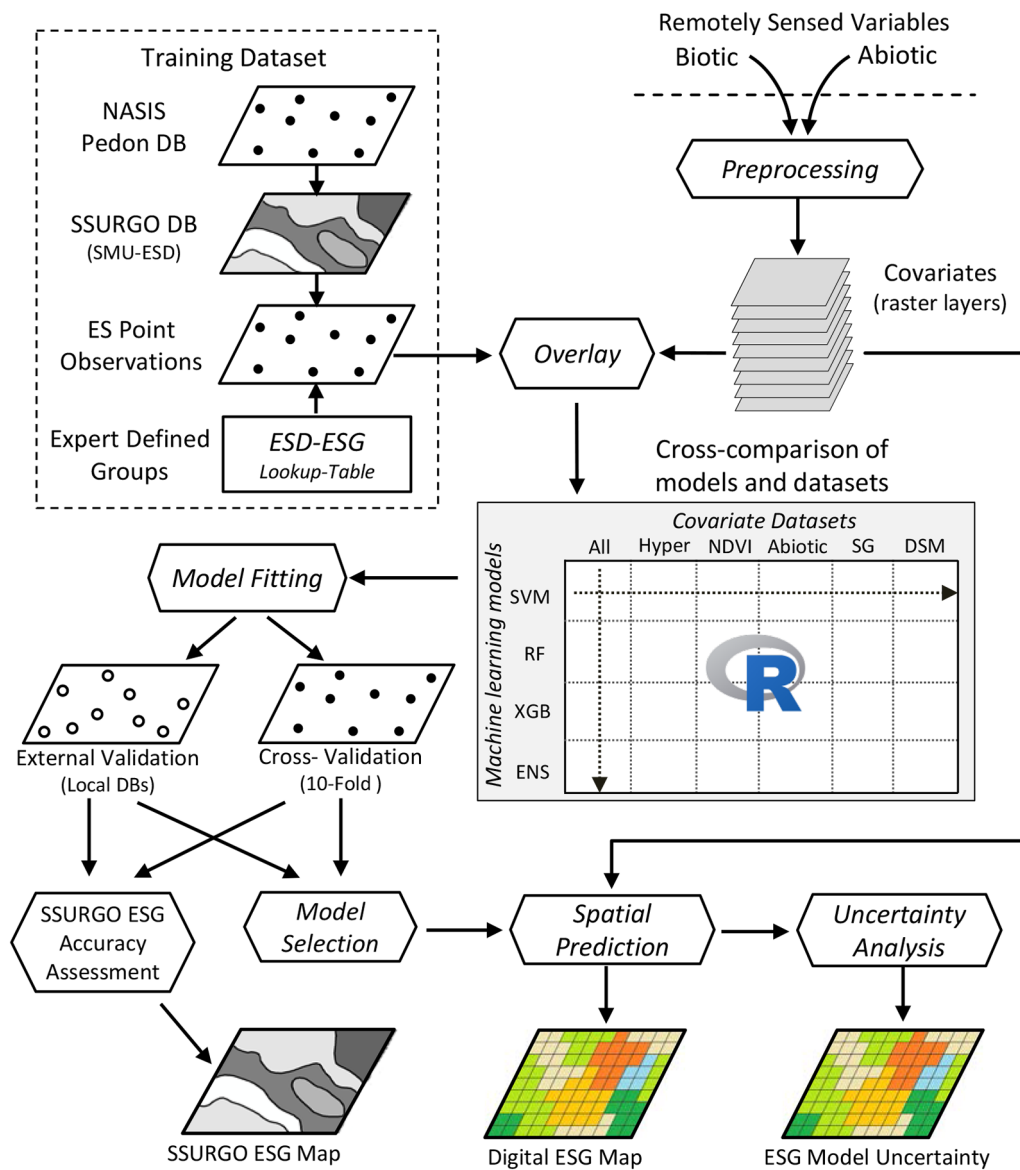 Training Dataset
NASIS
Pedon DB
SSURGO DB
(SMU-ESD)
ES Point
Observations
Expert Defined
Groups
ESD-ESG
Lookup-Table
Remotely Sensed Variables
Biotic
Abiotic
Preprocessing
Covariates
(raster layers)
Overlay
Cross-comparison of
models and datasets
Covariate Datasets
All Hyper NDVI Abiotic SG DSM
Machine learning models
SVM
RF
XGB
ENS
R
Model Fitting
External Validation
(Local DBs )
Cross- Validation
(10-Fold )
SSURGO ESG
Accuracy
Assessment
Model
Selection
Spatial
Prediction
Uncertainty
Analysis
SSURGO ESG Map
Digital ESG Map
ESG Model Uncertainty